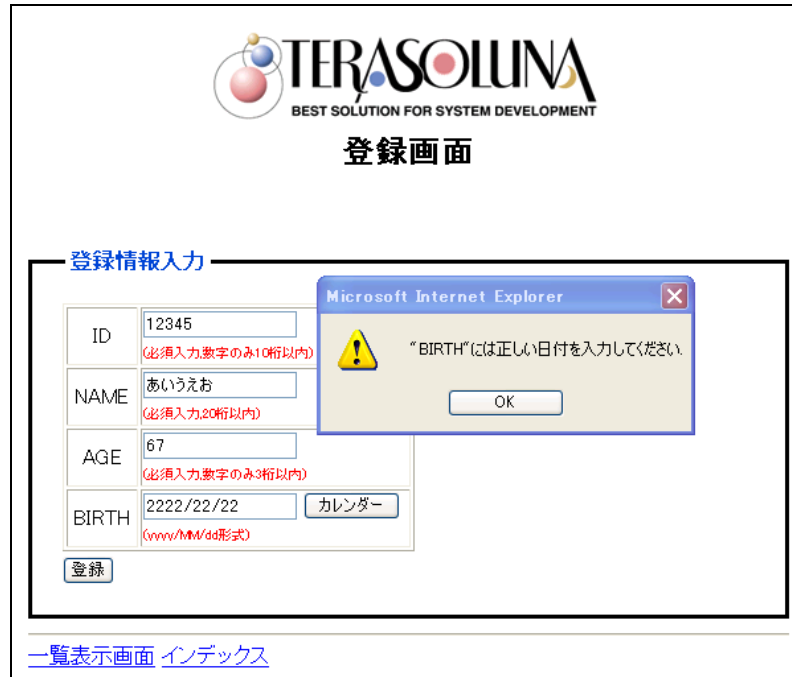 TERASOLUNA
BEST SOLUTION FOR SYSTEM DEVELOPMENT
登録画面
登録情報入力
Microsoft Internet Explorer
"BIRTH"には正しい日付を入力してください.
OK
ID
12345
(必須入力,数字のみ10桁以内)
NAME
あいうえお
(必須入力,20桁以内)
AGE
67
(必須入力,数字のみ3桁以内)
BIRTH
2222/22/22
カレンダー
(yyyy/MM/dd形式)
登録
一覧表示画面 インデックス